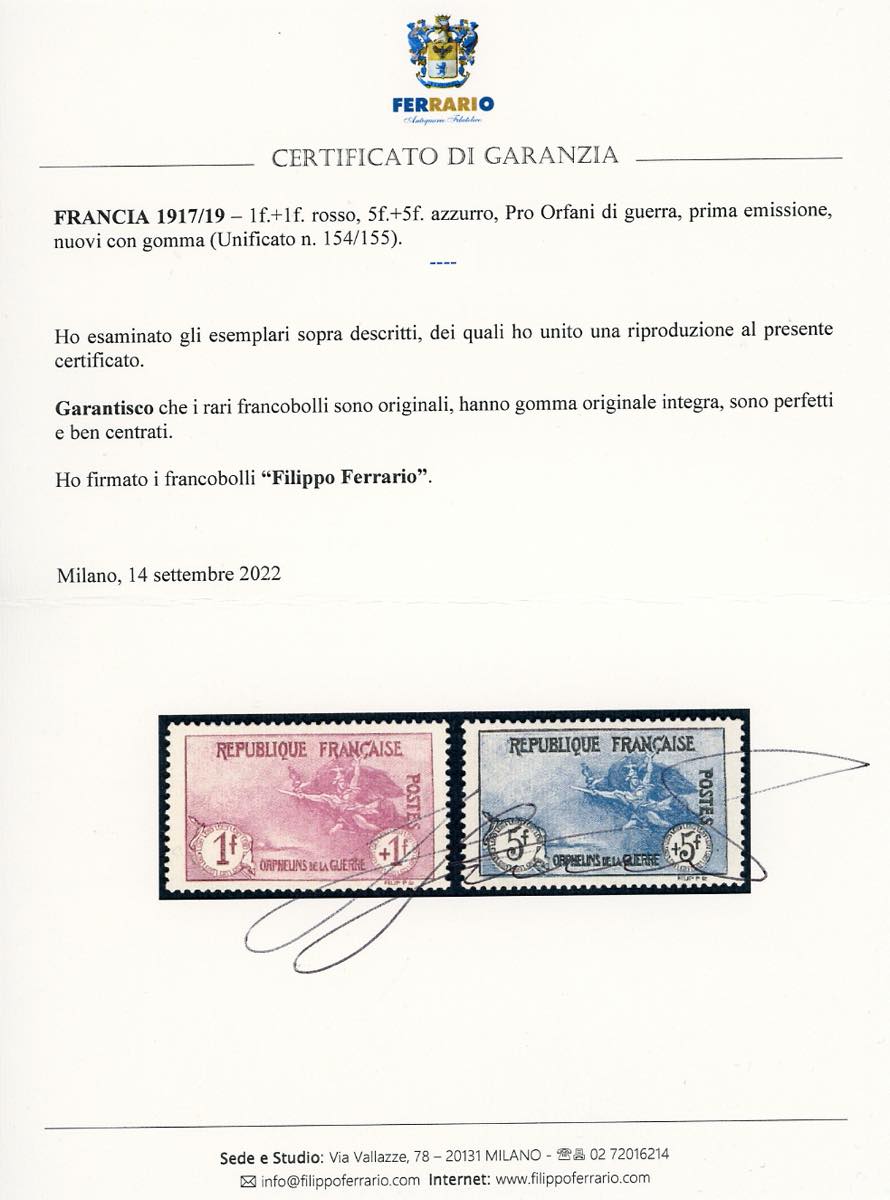 FERRARIO
Antiquario Filatelico
CERTIFICATO DI GARANZIA
FRANCIA 1917/19 – 1f.+1f. rosso, 5f.+5f. azzurro, Pro Orfani di guerra, prima emissione,
nuovi con gomma (Unificato n. 154/155).
----
Ho esaminato gli esemplari sopra descritti, dei quali ho unito una riproduzione al presente
certificato.
Garantisco che i rari francobolli sono originali, hanno gomma originale integra, sono perfetti
e ben centrati.
Ho firmato i francobolli “Filippo Ferrario”.
Milano, 14 settembre 2022
REPUBLIQUE FRANÇAISE
POSTES
1f
ORPHELINS DE LA GUERRE
+1f
REPUBLIQUE FRANÇAISE
POSTES
5f
ORPHELINS DE LA GUERRE
+5f
Sede e Studio: Via Vallazze, 78 – 20131 MILANO - ☎ 02 72016214
✉ info@filippoferrario.com Internet: www.filippoferrario.com